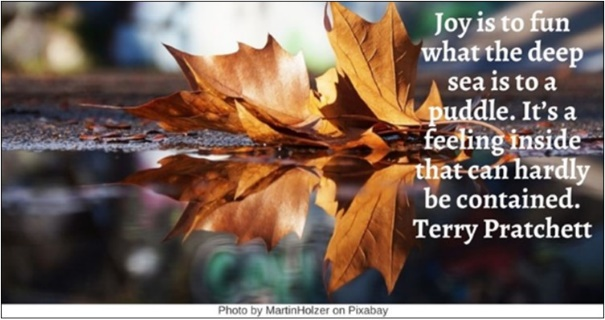 Joy is to fun
what the deep
sea is to a
puddle. It's a
feeling inside
that can hardly
be contained.
Terry Pratchett
Photo by MartinHolzer on Pixabay